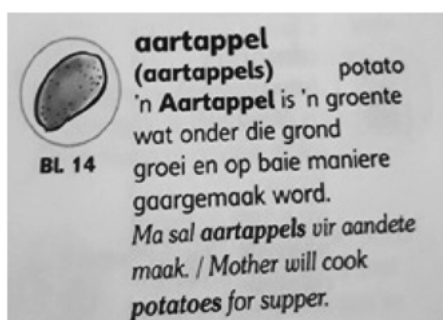 aartappel
(aartappels) potato
'n Aartappel is 'n groente
wat onder die grond
groei en op baie maniere
gaargemaak word.
Ma sal aartappels vir aandete
maak. / Mother will cook
potatoes for supper.
BL 14